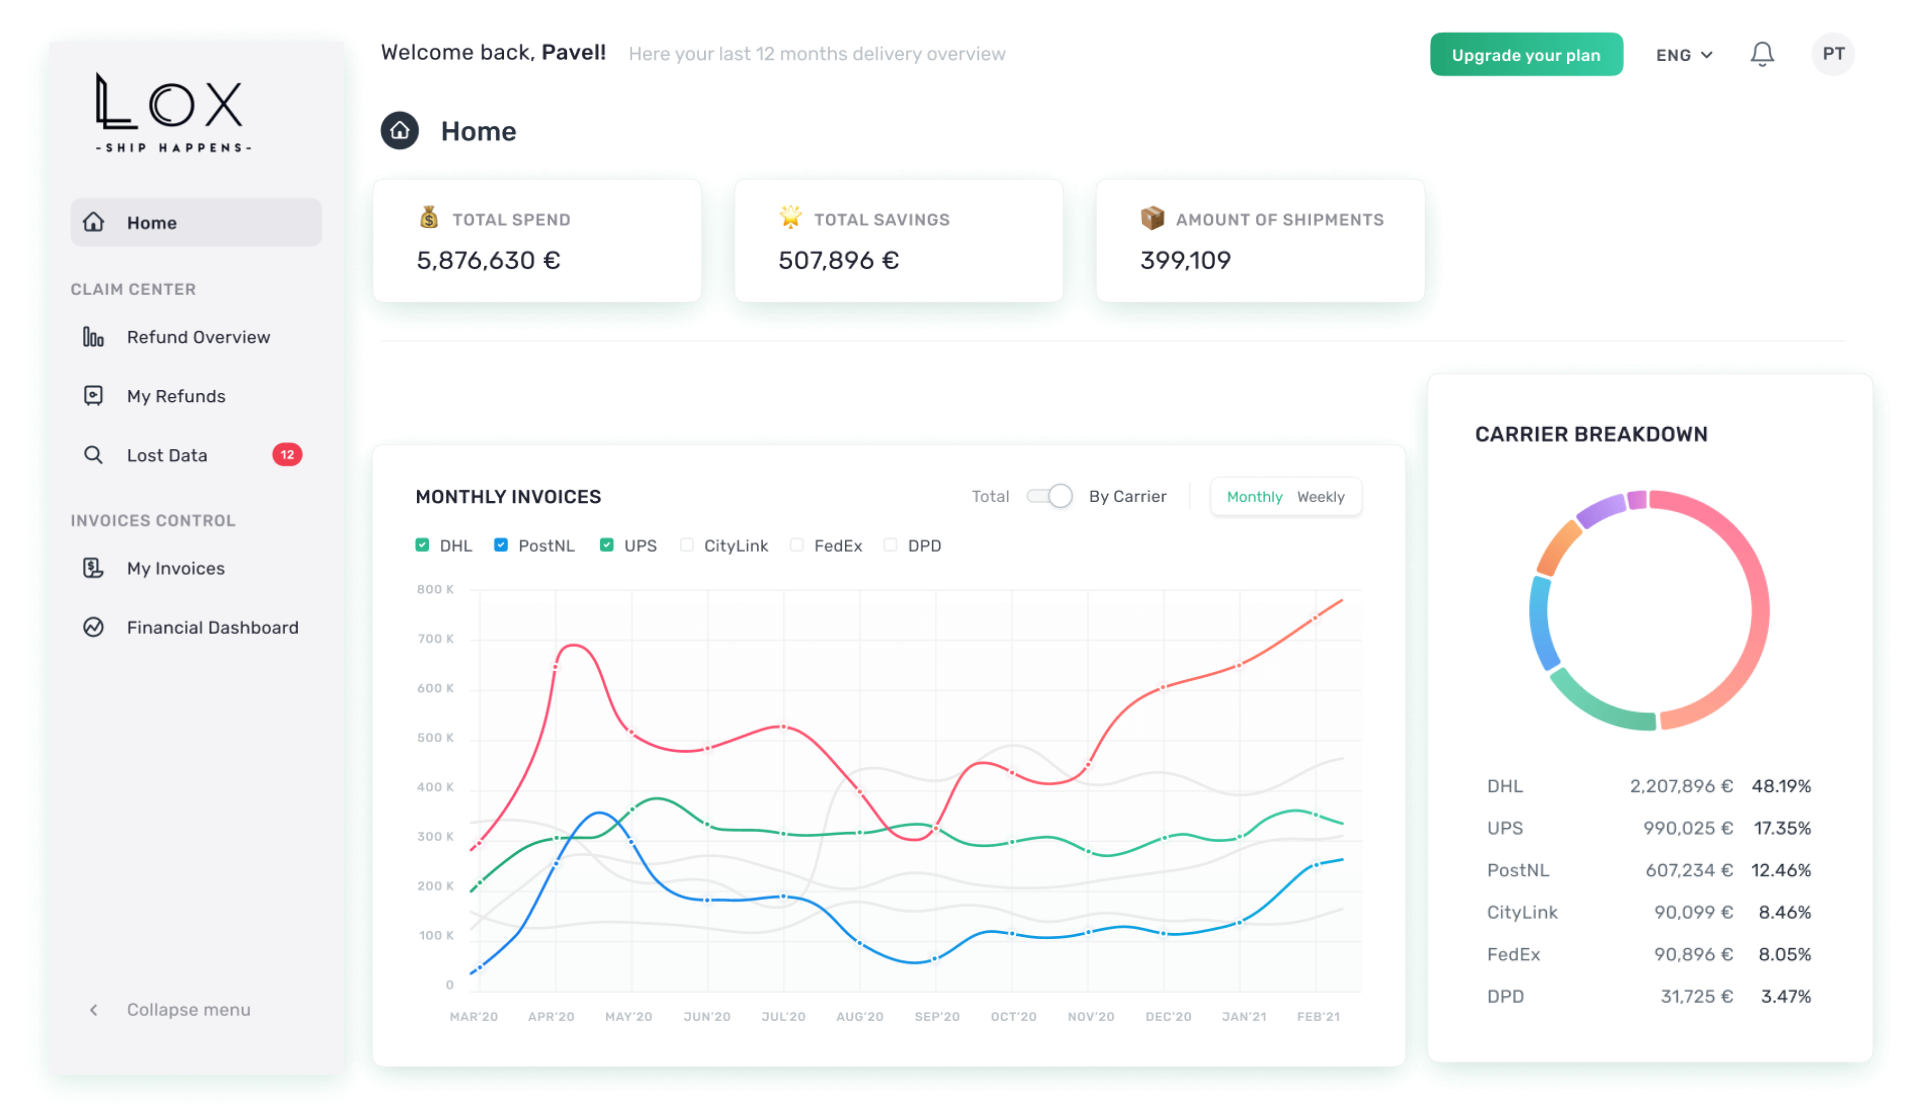 LOX
-SHIP HAPPENS-
Home
CLAIM CENTER
Refund Overview
My Refunds
Lost Data 12
INVOICES CONTROL
My Invoices
Financial Dashboard
Collapse menu
Welcome back, Pavel! Here your last 12 months delivery overview
Upgrade your plan ENG PT
Home
TOTAL SPEND
5,876,630 €
TOTAL SAVINGS
507,896 €
AMOUNT OF SHIPMENTS
399,109
MONTHLY INVOICES Total By Carrier Monthly Weekly
DHL PostNL UPS CityLink FedEx DPD
800 K
700 K
600 K
500 K
400 K
300 K
200 K
100 K
0
MAR'20 APR'20 MAY'20 JUN'20 JUL'20 AUG'20 SEP'20 OCT'20 NOV'20 DEC'20 JAN'21 FEB'21
CARRIER BREAKDOWN
DHL 2,207,896 € 48.19%
UPS 990,025 € 17.35%
PostNL 607,234 € 12.46%
CityLink 90,099 € 8.46%
FedEx 90,896 € 8.05%
DPD 31,725 € 3.47%